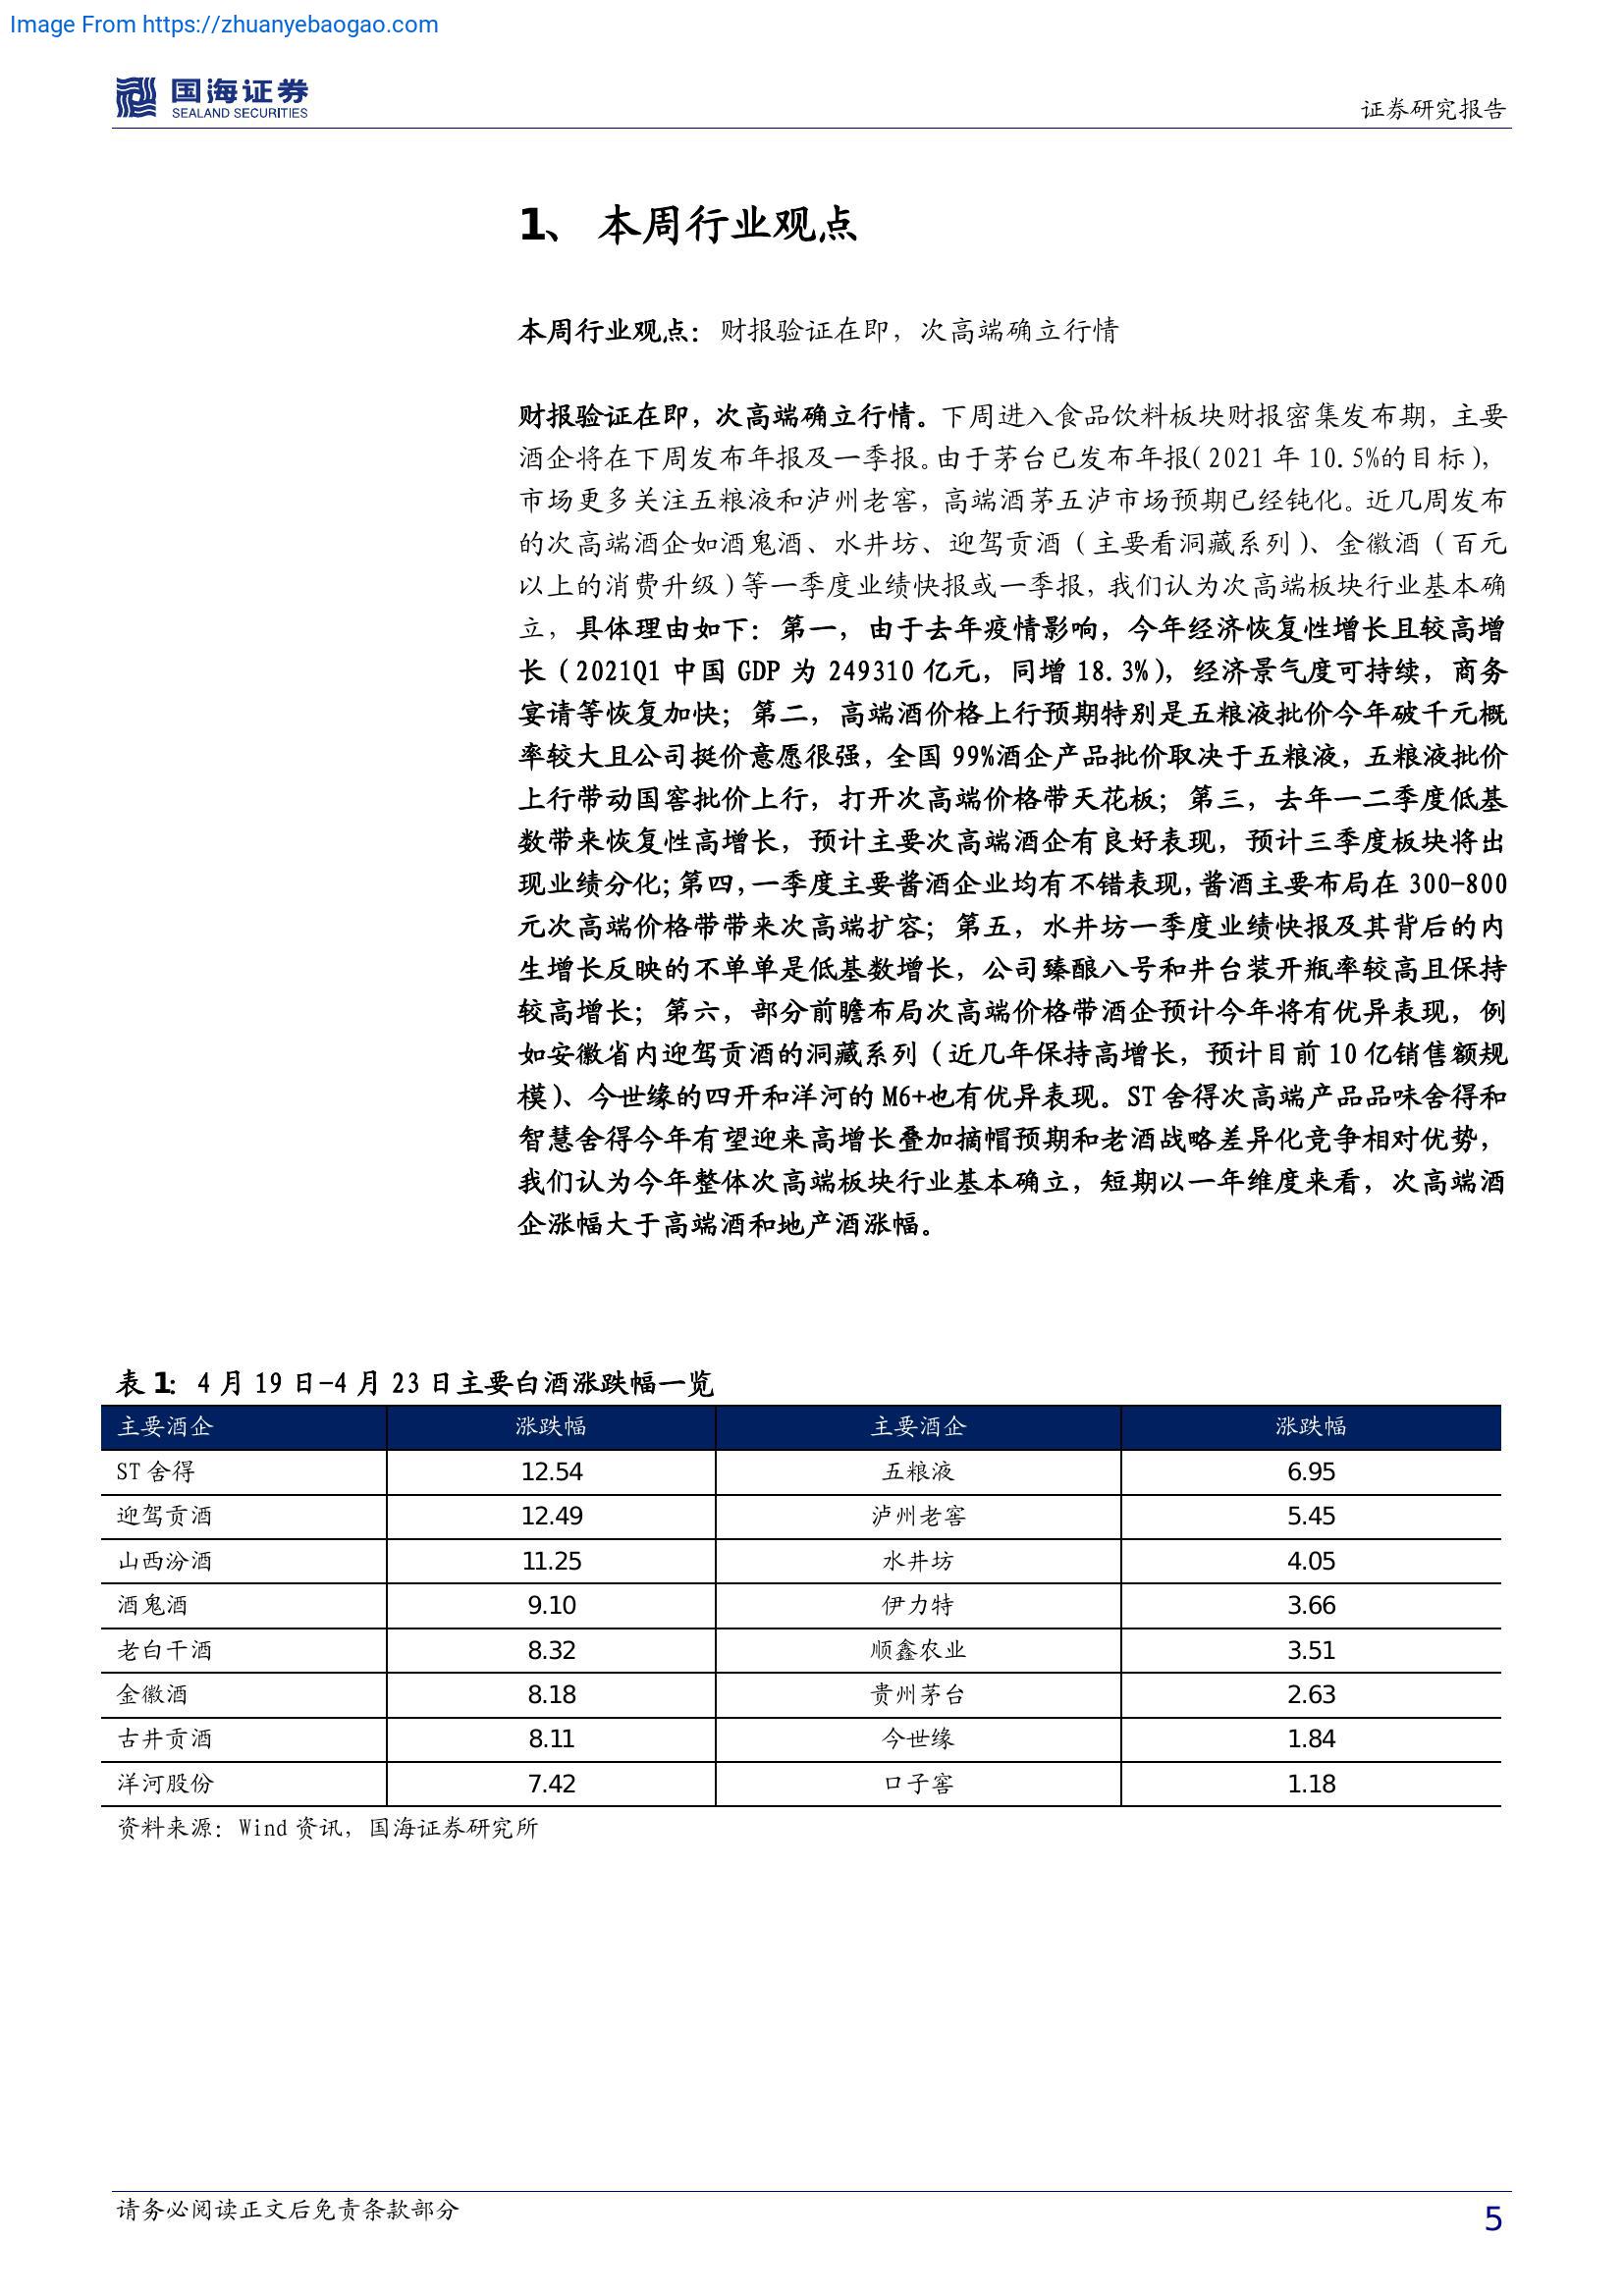 Image From https://zhuanyebaogao.com
国海证券
SEALAND SECURITIES
证券研究报告
1、 本周行业观点
本周行业观点：财报验证在即，次高端确立行情
财报验证在即，次高端确立行情。下周进入食品饮料板块财报密集发布期，主要
酒企将在下周发布年报及一季报。由于茅台已发布年报（2021 年 10.5%的目标），
市场更多关注五粮液和泸州老窖，高端酒茅五泸市场预期已经钝化。近几周发布
的次高端酒企如酒鬼酒、水井坊、迎驾贡酒（主要看洞藏系列）、金徽酒（百元
以上的消费升级）等一季度业绩快报或一季报，我们认为次高端板块行业基本确
立，具体理由如下：第一，由于去年疫情影响，今年经济恢复性增长且较高增
长（2021Q1 中国 GDP 为 249310 亿元，同增 18.3%），经济景气度可持续，商务
宴请等恢复加快；第二，高端酒价格上行预期特别是五粮液批价今年破千元概
率较大且公司挺价意愿很强，全国 99%酒企产品批价取决于五粮液，五粮液批价
上行带动国窖批价上行，打开次高端价格带天花板；第三，去年一二季度低基
数带来恢复性高增长，预计主要次高端酒企有良好表现，预计三季度板块将出
现业绩分化；第四，一季度主要酱酒企业均有不错表现，酱酒主要布局在 300-800
元次高端价格带带来次高端扩容；第五，水井坊一季度业绩快报及其背后的内
生增长反映的不单单是低基数增长，公司臻酿八号和井台装开瓶率较高且保持
较高增长；第六，部分前瞻布局次高端价格带酒企预计今年将有优异表现，例
如安徽省内迎驾贡酒的洞藏系列（近几年保持高增长，预计目前 10 亿销售额规
模）、今世缘的四开和洋河的 M6+也有优异表现。ST 舍得次高端产品品味舍得和
智慧舍得今年有望迎来高增长叠加摘帽预期和老酒战略差异化竞争相对优势，
我们认为今年整体次高端板块行业基本确立，短期以一年维度来看，次高端酒
企涨幅大于高端酒和地产酒涨幅。
表 1：4 月 19 日-4 月 23 日主要白酒涨跌幅一览
主要酒企 涨跌幅 主要酒企 涨跌幅
ST 舍得 12.54 五粮液 6.95
迎驾贡酒 12.49 泸州老窖 5.45
山西汾酒 11.25 水井坊 4.05
酒鬼酒 9.10 伊力特 3.66
老白干酒 8.32 顺鑫农业 3.51
金徽酒 8.18 贵州茅台 2.63
古井贡酒 8.11 今世缘 1.84
洋河股份 7.42 口子窖 1.18
资料来源：Wind 资讯，国海证券研究所
请务必阅读正文后免责条款部分
5